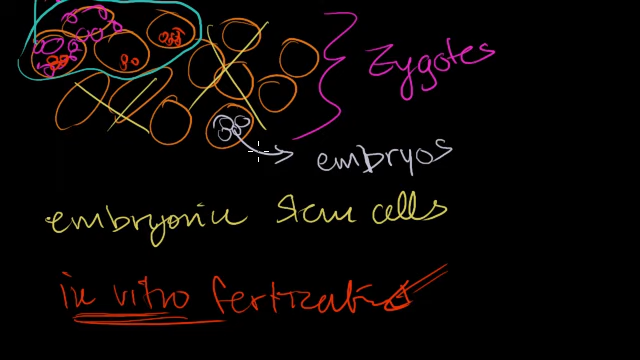 Zygotes
embryos
embryonic stem cells
in vitro fertilization